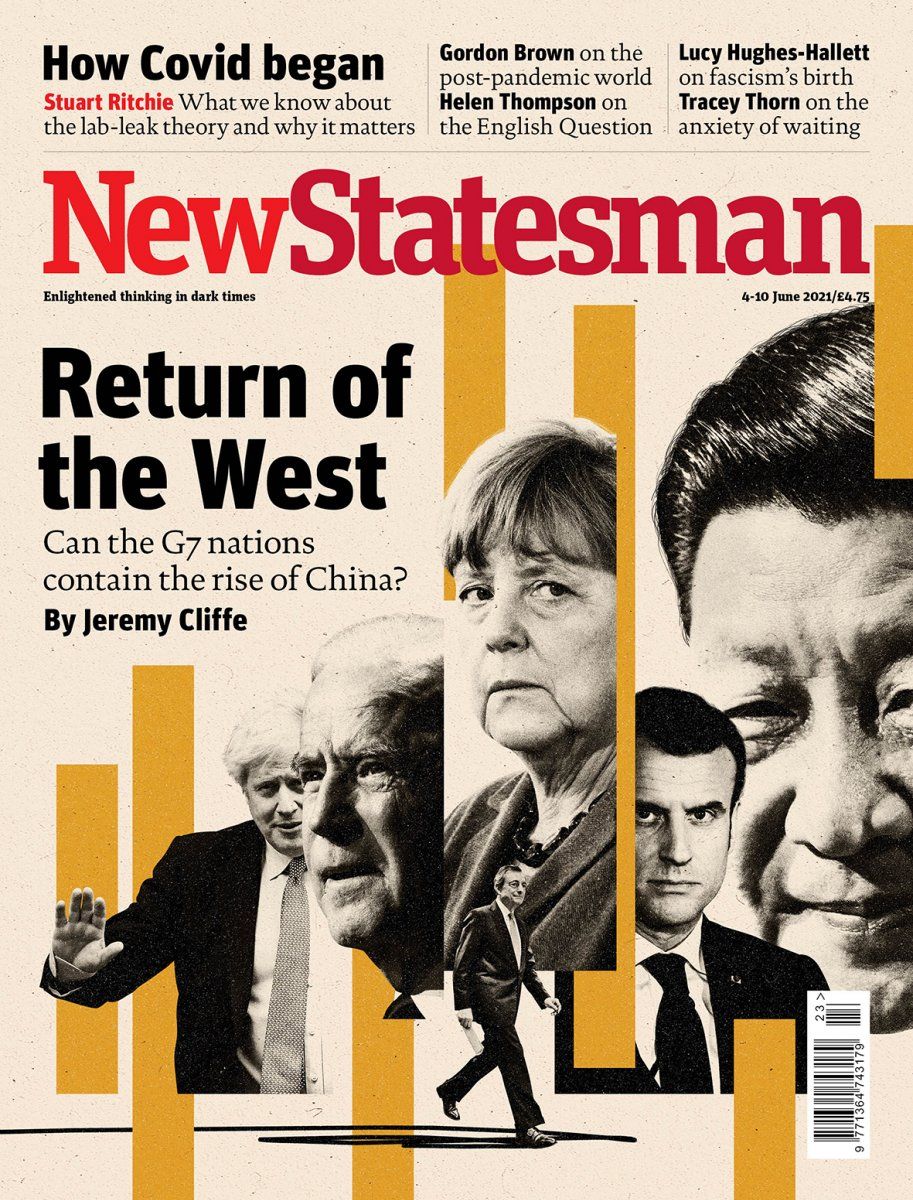 How Covid began
Stuart Ritchie What we know about
the lab-leak theory and why it matters
Gordon Brown on the
post-pandemic world
Helen Thompson on
the English Question
Lucy Hughes-Hallett
on fascism's birth
Tracey Thorn on the
anxiety of waiting
NewStatesman
Enlightened thinking in dark times
4-10 June 2021/£4.75
Return of
the West
Can the G7 nations
contain the rise of China?
By Jeremy Cliffe
23>
9 771364 743179